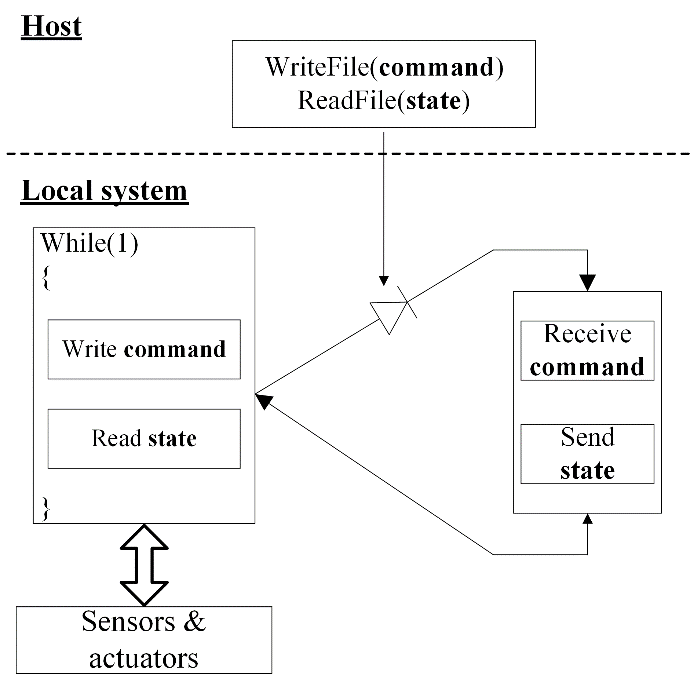 Host
WriteFile(command)
ReadFile(state)
Local system
While(1)
{
Write command
Read state
}
Receive
command
Send
state
Sensors &
actuators